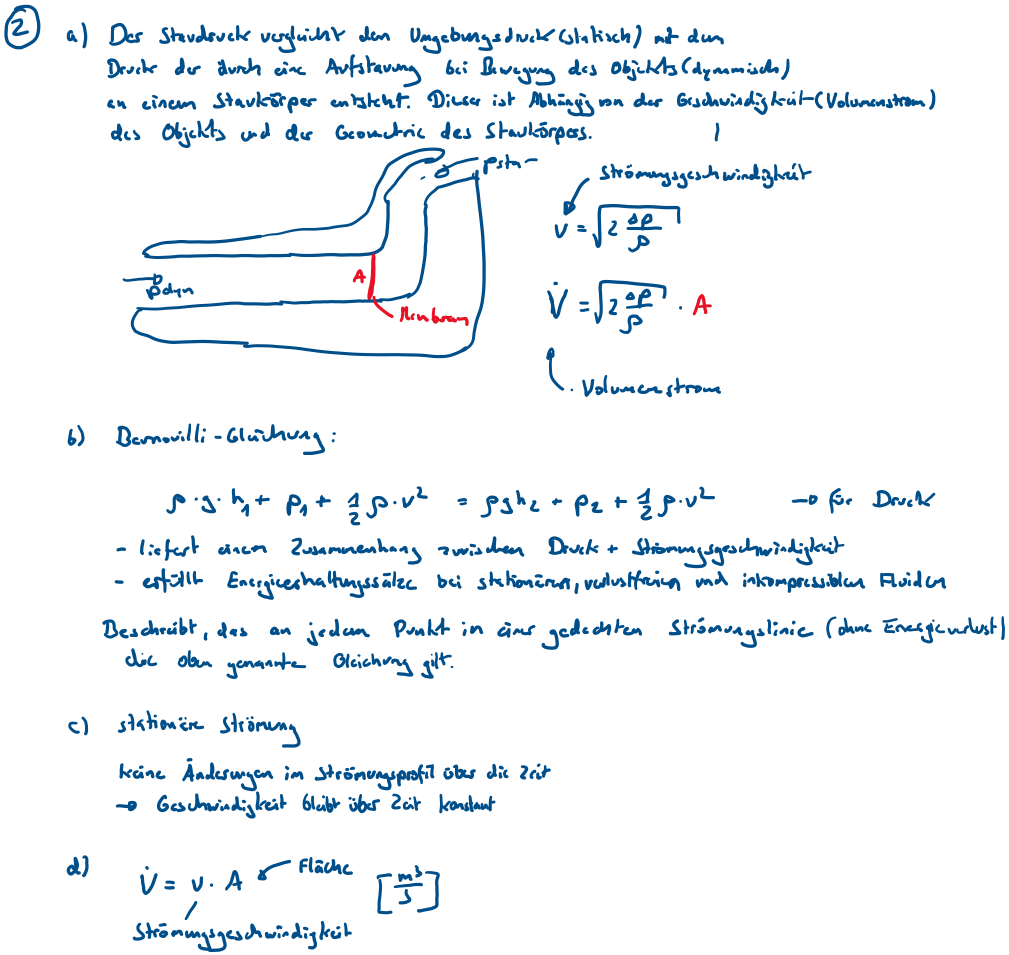 2
a) Der Staudruck vergleicht den Umgebungsdruck (statisch) mit dem
Druck der durch eine Aufstauung bei Bewegung des Objekts (dynamisch)
an einem Staukörper entsteht. Dieser ist Abhängig von der Geschwindigkeit (Volumenstrom)
des Objekts und der Geometrie des Staukörpers.
pstat
Strömungsgeschwindigkeit
v = √(2 Δp/ρ)
A
pdyn
Membran
V̇ = √(2 Δp/ρ) · A
Volumenstrom
b) Bernouilli-Gleichung:
ρ·g·h₁ + p₁ + ½ ρ·v² = ρgh₂ + p₂ + ½ ρ·v² → für Druck
- liefert einen Zusammenhang zwischen Druck + Strömungsgeschwindigkeit
- erfüllt Energieerhaltungssätze bei stationären, verlustfreien und inkompressiblen Fluiden
Beschreibt, das an jedem Punkt in einer gedachten Strömungslinie (ohne Energieverlust)
die oben genannte Gleichung gilt.
c) stationäre Strömung
keine Änderungen im Strömungsprofil über die Zeit
→ Geschwindigkeit bleibt über Zeit konstant
d) V̇ = v · A Fläche [m³/s]
Strömungsgeschwindigkeit